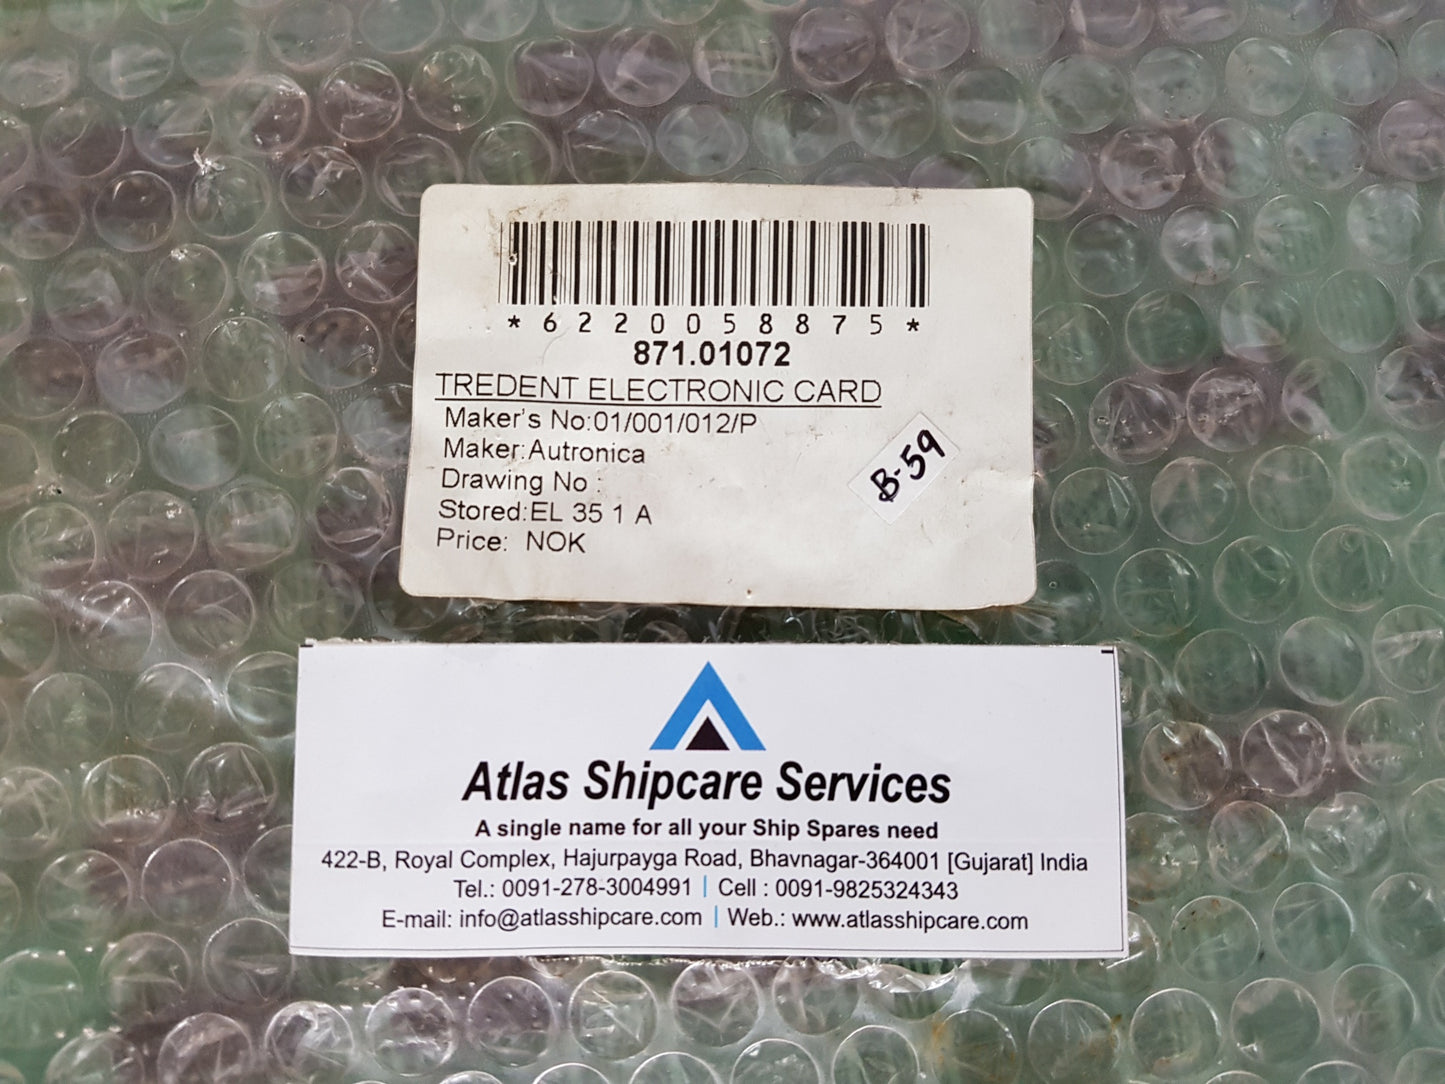 *6220058875*
871.01072
TREDENT ELECTRONIC CARD
Maker's No:01/001/012/P
Maker:Autronica
Drawing No :
Stored:EL 35 1 A
Price: NOK
B-59
Atlas Shipcare Services
A single name for all your Ship Spares need
422-B, Royal Complex, Hajurpayga Road, Bhavnagar-364001 [Gujarat] India
Tel.: 0091-278-3004991 | Cell : 0091-9825324343
E-mail: info@atlasshipcare.com | Web.: www.atlasshipcare.com